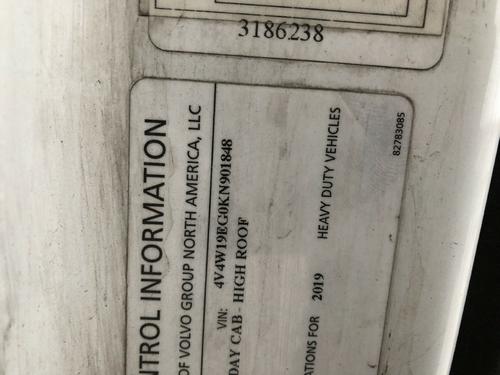 3186238
NTROL INFORMATION
OF VOLVO GROUP NORTH AMERICA, LLC
VIN: 4V4W19EG0KN901848
DAY CAB - HIGH ROOF
ATIONS FOR 2019 HEAVY DUTY VEHICLES
82783085